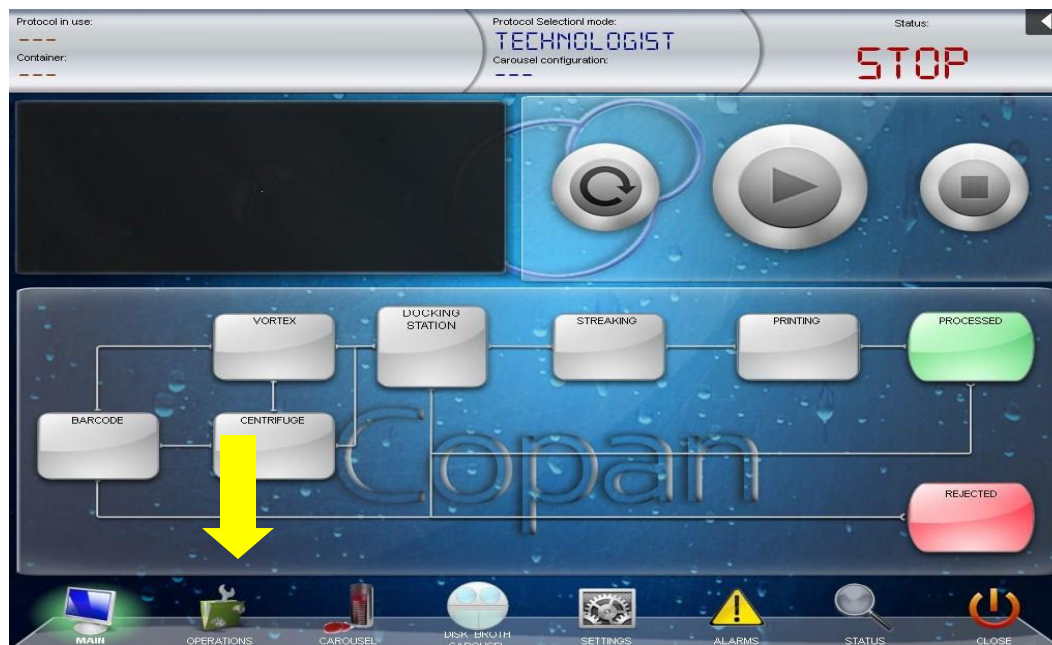 Protocol in use:
---
Container:
---
Protocol Selectionl mode:
TECHNOLOGIST
Carousel configuration:
---
Status:
STOP
VORTEX
DOCKING
STATION
STREAKING
PRINTING
PROCESSED
BARCODE
CENTRIFUGE
Copan
REJECTED
MAIN
OPERATIONS
CAROUSEL
DISK BROTH
CAROUSEL
SETTINGS
ALARMS
STATUS
CLOSE